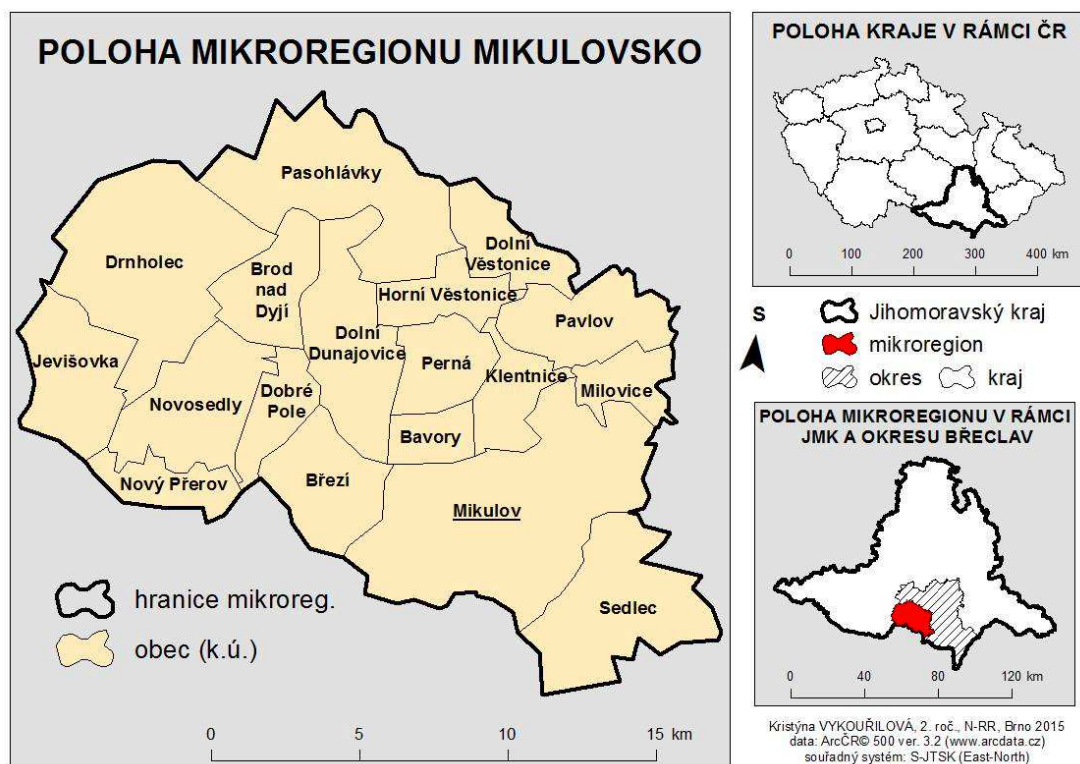 POLOHA MIKROREGIONU MIKULOVSKO
Pasohlávky
Drnholec
Brod
nad
Dyjí
Dolní
Věstonice
Horní Věstonice
Pavlov
Jevišovka
Dolní
Dunajovice
Perná
Klentnice
Milovice
Novosedly
Dobré
Pole
Bavory
Nový Přerov
Březí
Mikulov
Sedlec
hranice mikroreg.
obec (k.ú.)
0 5 10 15 km
POLOHA KRAJE V RÁMCI ČR
0 100 200 300 400 km
S
Jihomoravský kraj
mikroregion
okres kraj
POLOHA MIKROREGIONU V RÁMCI
JMK A OKRESU BŘECLAV
0 40 80 120 km
Kristýna VYKOUŘILOVÁ, 2. roč., N-RR, Brno 2015
data: ArcČR© 500 ver. 3.2 (www.arcdata.cz)
souřadný systém: S-JTSK (East-North)